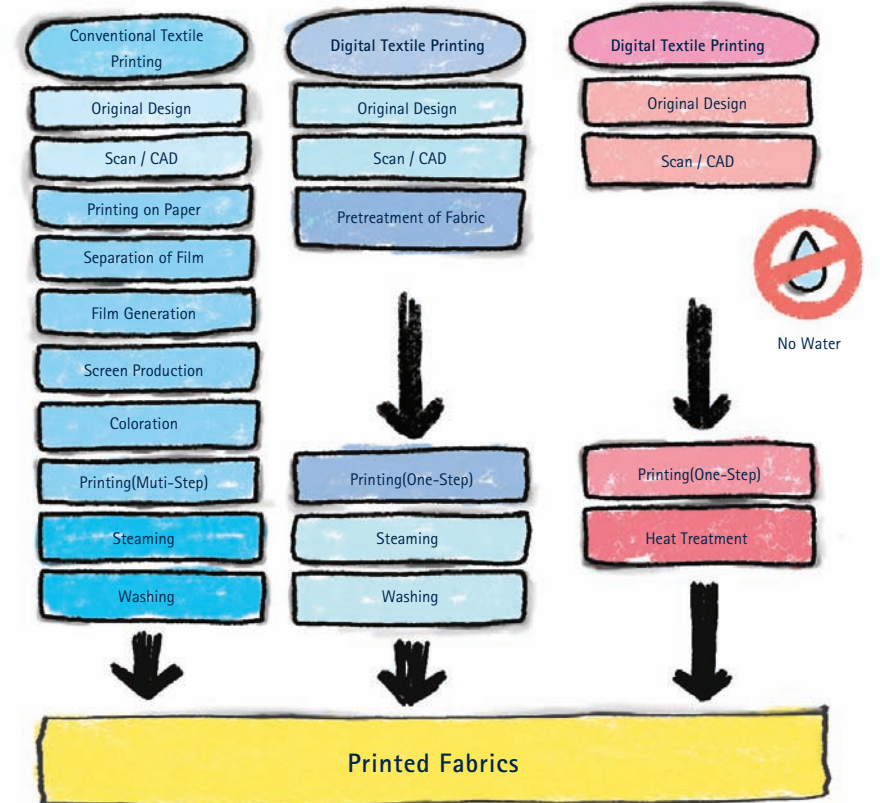 Conventional Textile
Printing
Original Design
Scan / CAD
Printing on Paper
Separation of Film
Film Generation
Screen Production
Coloration
Printing(Muti-Step)
Steaming
Washing
Digital Textile Printing
Original Design
Scan / CAD
Pretreatment of Fabric
Printing(One-Step)
Steaming
Washing
Digital Textile Printing
Original Design
Scan / CAD
No Water
Printing(One-Step)
Heat Treatment
Printed Fabrics